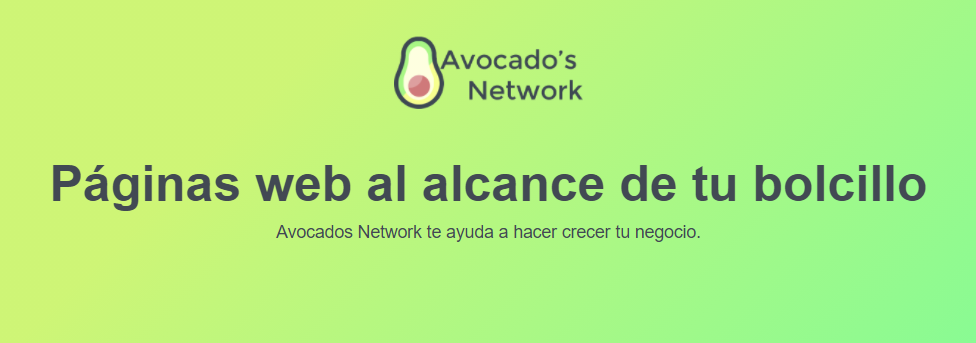 Avocado's
Network
Páginas web al alcance de tu bolcillo
Avocados Network te ayuda a hacer crecer tu negocio.